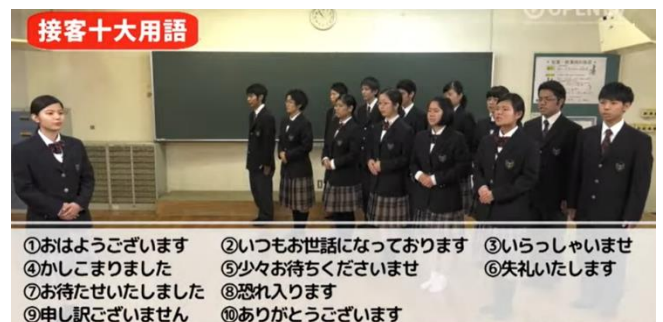 接客十大用語
①おはようございます ②いつもお世話になっております ③いらっしゃいませ
④かしこまりました ⑤少々お待ちくださいませ ⑥失礼いたします
⑦お待たせいたしました ⑧恐れ入ります
⑨申し訳ございません ⑩ありがとうございます